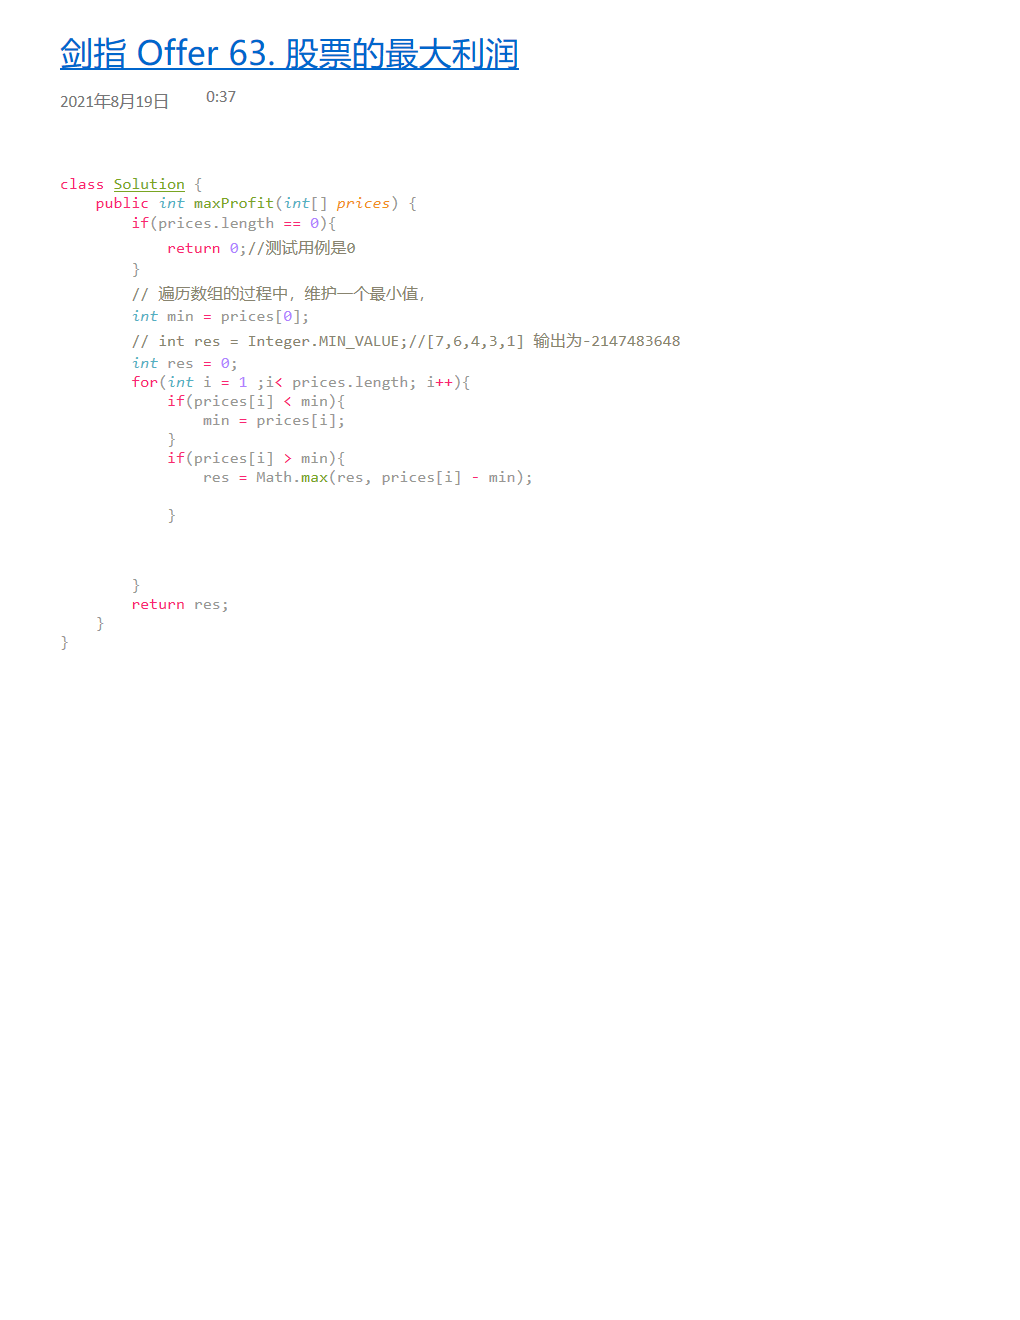 剑指 Offer 63. 股票的最大利润
2021年8月19日 0:37
class Solution {
    public int maxProfit(int[] prices) {
        if(prices.length == 0){
            return 0;//测试用例是0
        }
        // 遍历数组的过程中，维护一个最小值，
        int min = prices[0];
        // int res = Integer.MIN_VALUE;//[7,6,4,3,1] 输出为-2147483648
        int res = 0;
        for(int i = 1 ;i< prices.length; i++){
            if(prices[i] < min){
                min = prices[i];
            }
            if(prices[i] > min){
                res = Math.max(res, prices[i] - min);
            }
        }
        return res;
    }
}